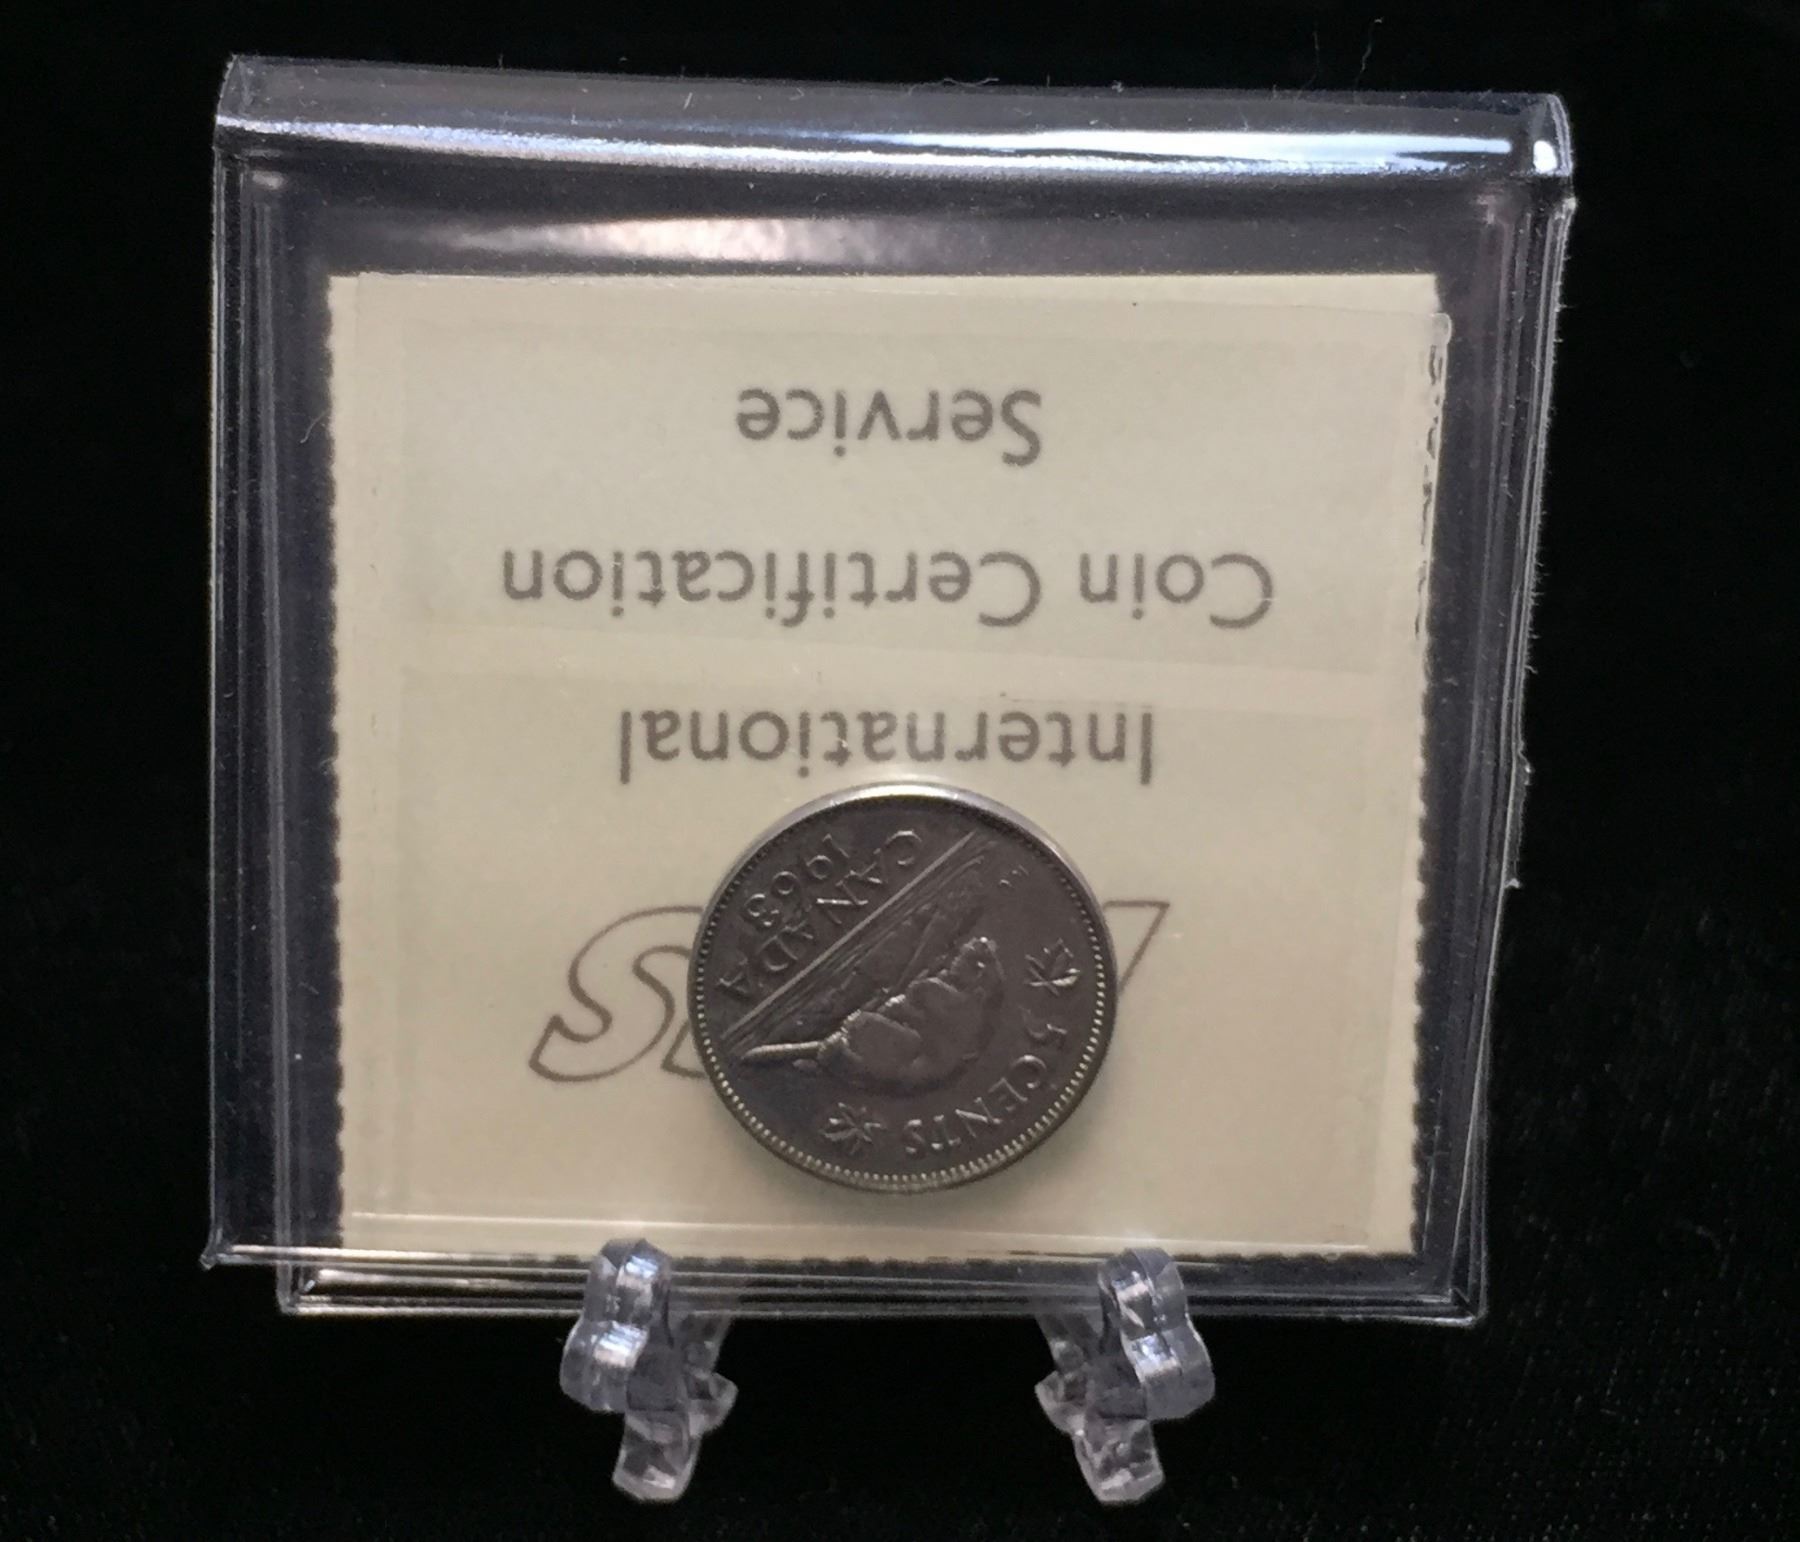 5 CENTS
CANADA
1963
International
Coin Certification
Service